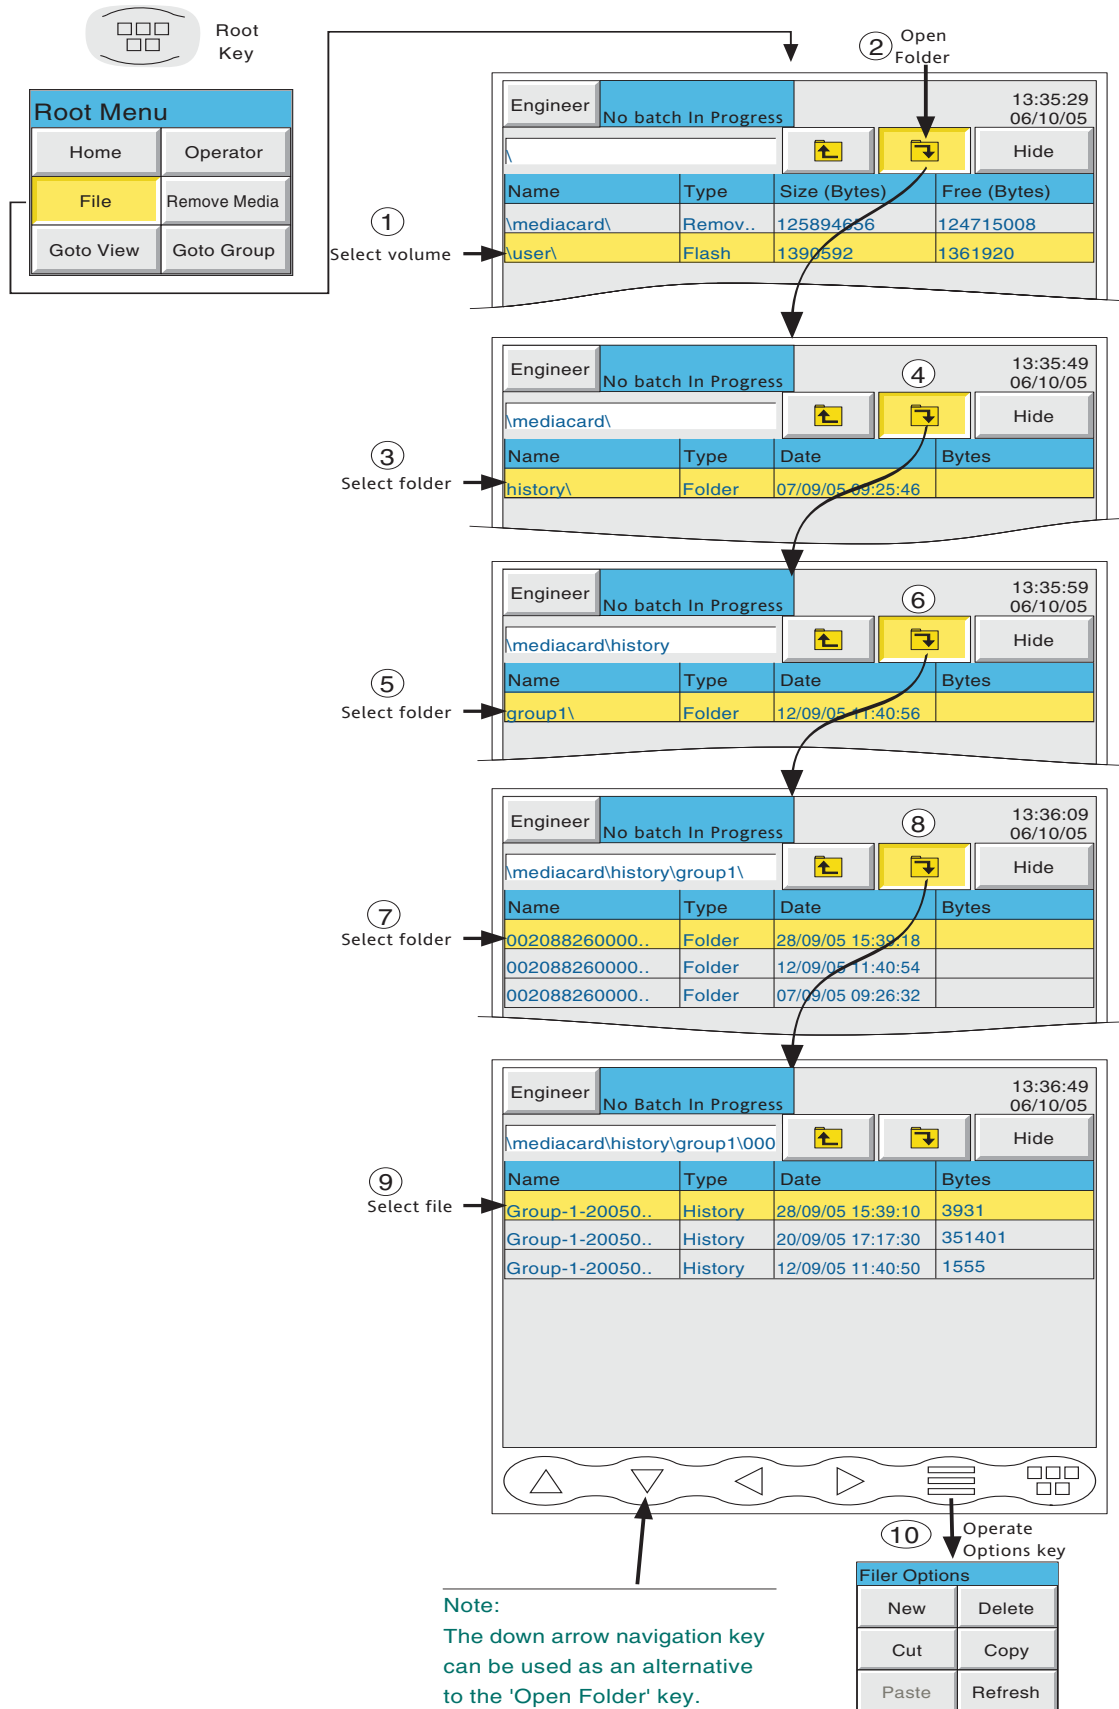 Root
Key
Root Menu
Home Operator
File Remove Media
Goto View Goto Group
2 Open
Folder
Engineer No batch In Progress 13:35:29
06/10/05
\ Hide
Name Type Size (Bytes) Free (Bytes)
\mediacard\ Remov.. 125894656 124715008
\user\ Flash 1390592 1361920
1
Select volume
Engineer No batch In Progress 4 13:35:49
06/10/05
\mediacard\ Hide
Name Type Date Bytes
history\ Folder 07/09/05 09:25:46
3
Select folder
Engineer No batch In Progress 6 13:35:59
06/10/05
\mediacard\history Hide
Name Type Date Bytes
group1\ Folder 12/09/05 11:40:56
5
Select folder
Engineer No batch In Progress 8 13:36:09
06/10/05
\mediacard\history\group1\ Hide
Name Type Date Bytes
002088260000.. Folder 28/09/05 15:39:18
002088260000.. Folder 12/09/05 11:40:54
002088260000.. Folder 07/09/05 09:26:32
7
Select folder
Engineer No Batch In Progress 13:36:49
06/10/05
\mediacard\history\group1\000 Hide
Name Type Date Bytes
Group-1-20050.. History 28/09/05 15:39:10 3931
Group-1-20050.. History 20/09/05 17:17:30 351401
Group-1-20050.. History 12/09/05 11:40:50 1555
9
Select file
10 Operate
Options key
Filer Options
New Delete
Cut Copy
Paste Refresh
Note:
The down arrow navigation key
can be used as an alternative
to the 'Open Folder' key.